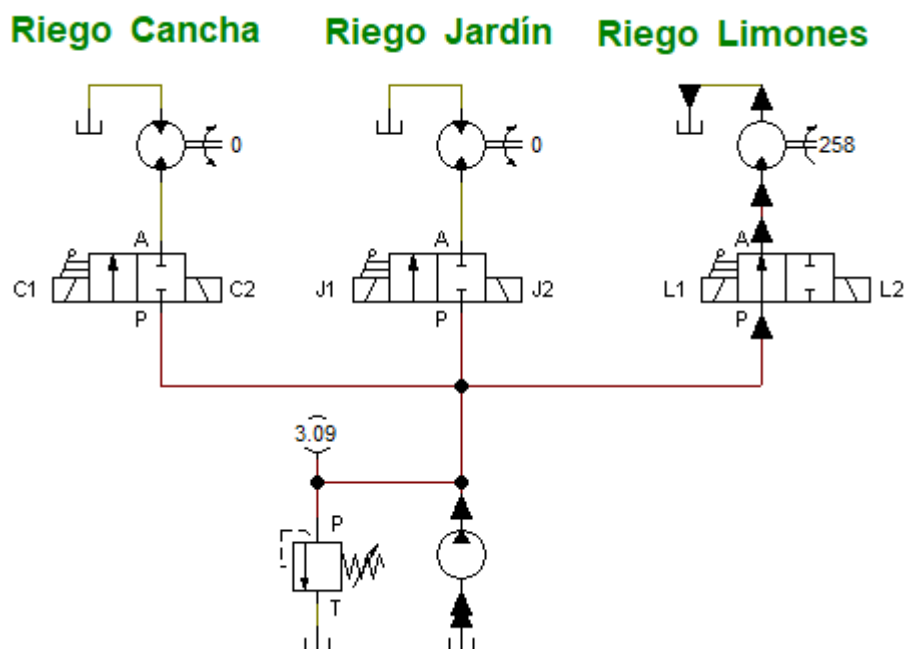 Riego Cancha
Riego Jardín
Riego Limones
0
0
258
A
A
A
C1
C2
J1
J2
L1
L2
P
P
P
3.09
P
T